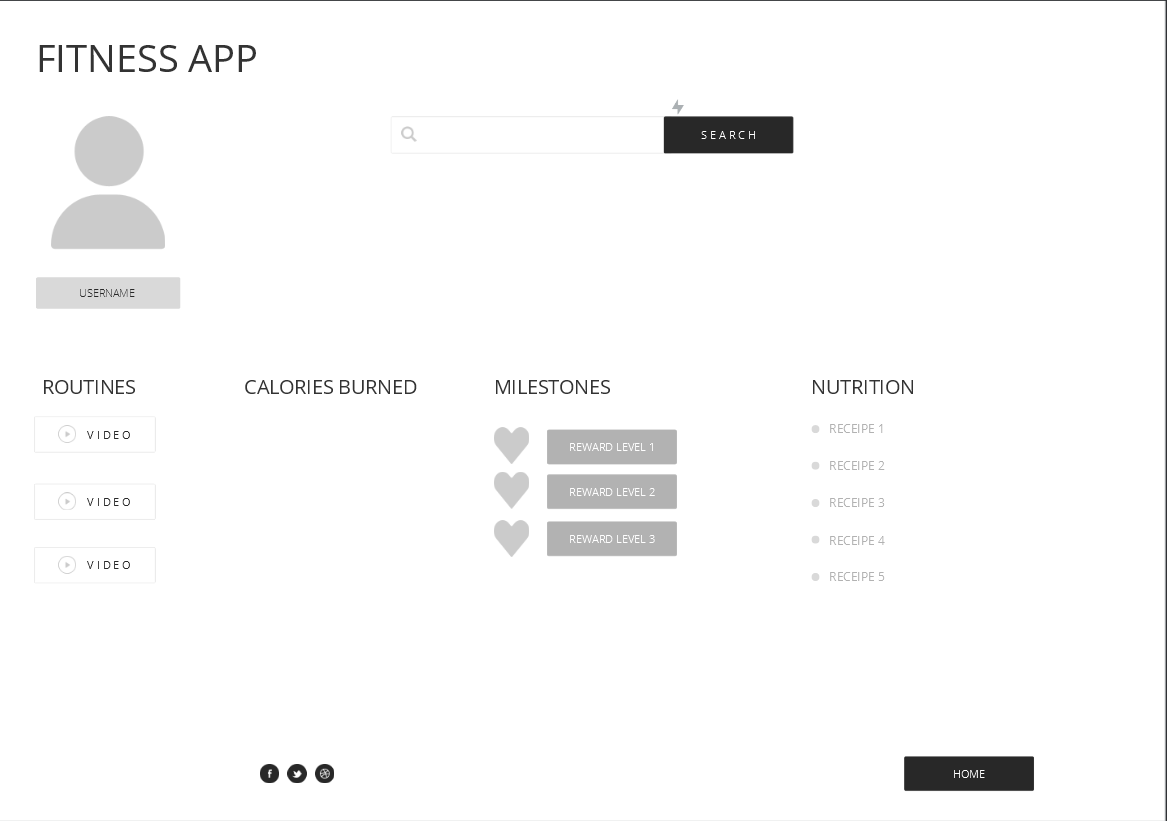 FITNESS APP
SEARCH
USERNAME
ROUTINES
VIDEO
VIDEO
VIDEO
CALORIES BURNED
MILESTONES
REWARD LEVEL 1
REWARD LEVEL 2
REWARD LEVEL 3
NUTRITION
RECEIPE 1
RECEIPE 2
RECEIPE 3
RECEIPE 4
RECEIPE 5
HOME